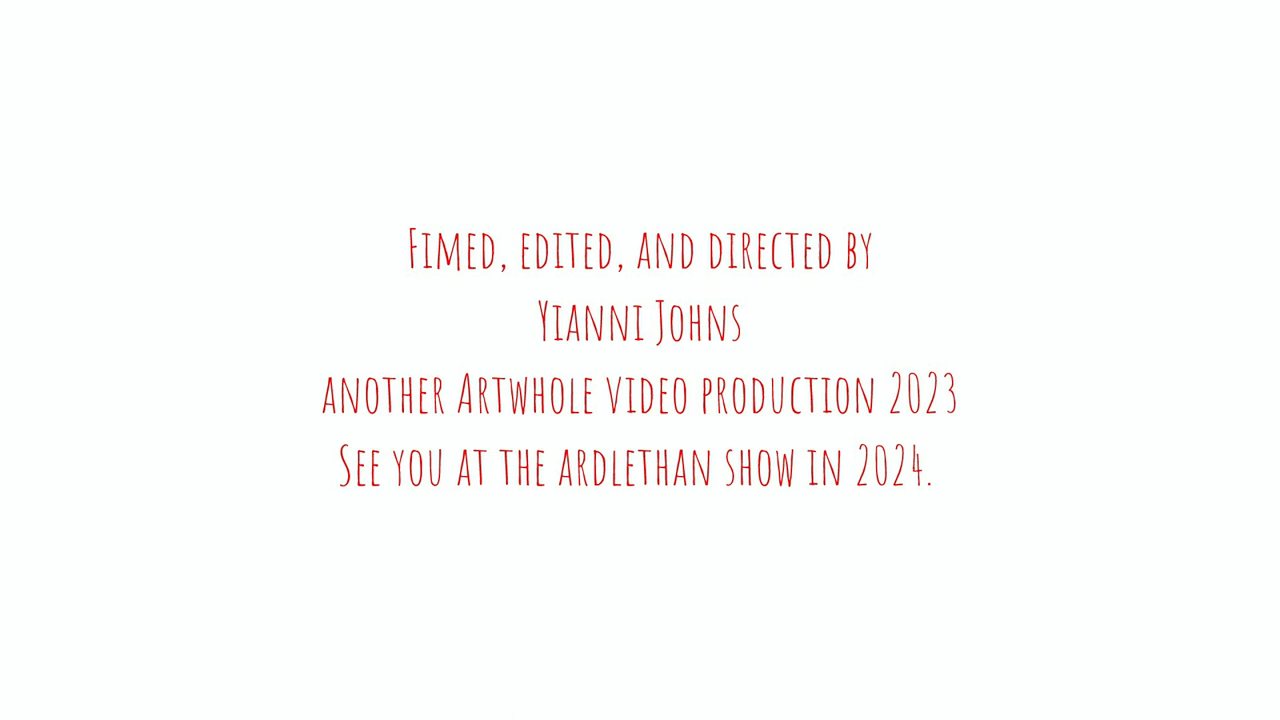 Fimed, edited, and directed by
Yianni Johns
another Artwhole video production 2023
See you at the ardlethan show in 2024.